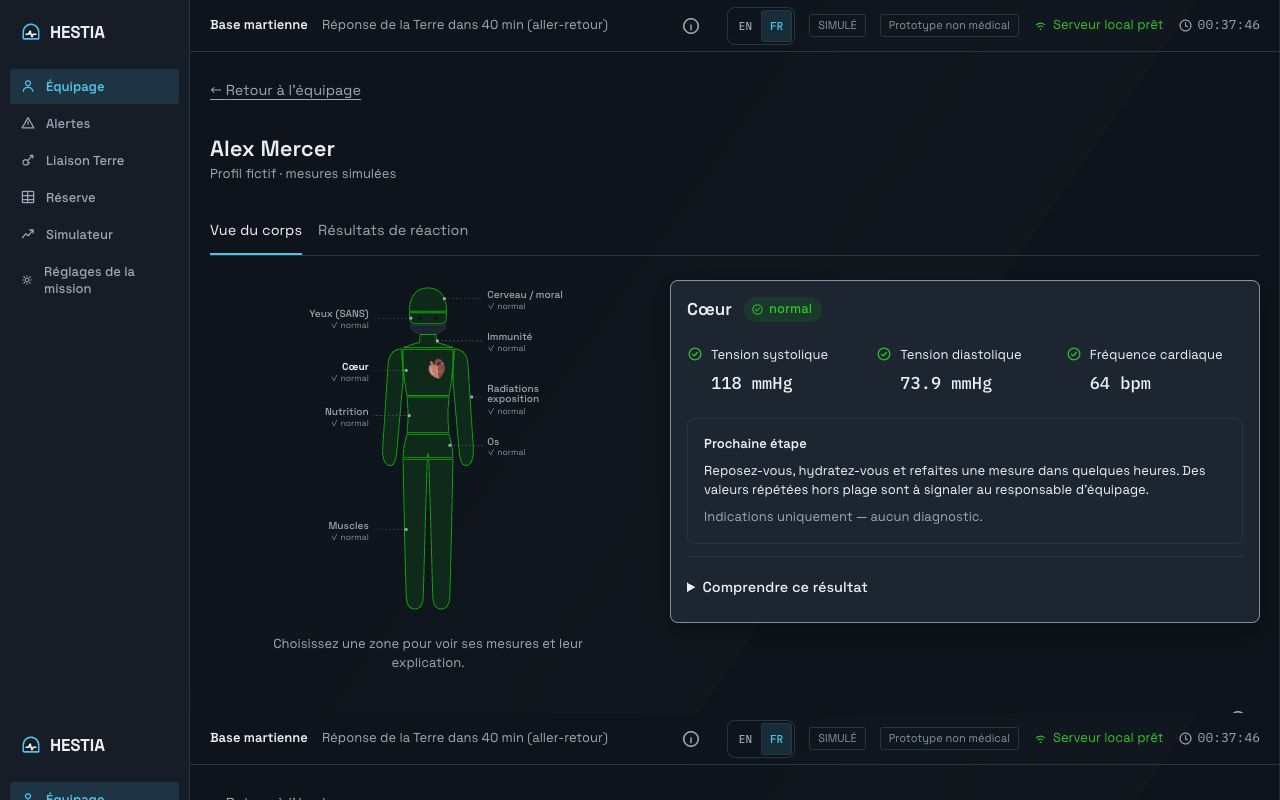 HESTIA
Base martienne Réponse de la Terre dans 40 min (aller-retour) EN FR SIMULÉ Prototype non médical Serveur local prêt 00:37:46
Équipage
Alertes
Liaison Terre
Réserve
Simulateur
Réglages de la
mission
← Retour à l'équipage
Alex Mercer
Profil fictif · mesures simulées
Vue du corps Résultats de réaction
Cerveau / moral
✓ normal
Yeux (SANS)
✓ normal
Immunité
✓ normal
Cœur
✓ normal
Radiations
exposition
✓ normal
Nutrition
✓ normal
Os
✓ normal
Muscles
✓ normal
Choisissez une zone pour voir ses mesures et leur
explication.
Cœur normal
Tension systolique Tension diastolique Fréquence cardiaque
118 mmHg 73.9 mmHg 64 bpm
Prochaine étape
Reposez-vous, hydratez-vous et refaites une mesure dans quelques heures. Des
valeurs répétées hors plage sont à signaler au responsable d'équipage.
Indications uniquement — aucun diagnostic.
▶ Comprendre ce résultat
HESTIA
Base martienne Réponse de la Terre dans 40 min (aller-retour) EN FR SIMULÉ Prototype non médical Serveur local prêt 00:37:46
Équipage